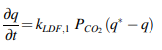 ∂q/∂t = k_{LDF,1} P_{CO_2} (q* − q)